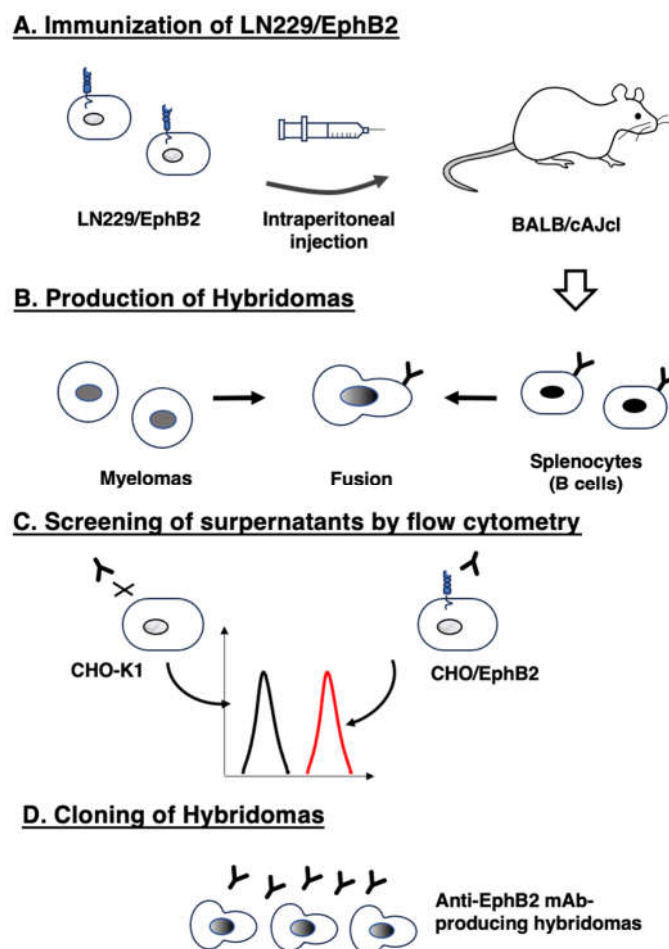 A. Immunization of LN229/EphB2
LN229/EphB2
Intraperitoneal
injection
BALB/cAJcl
B. Production of Hybridomas
Myelomas
Fusion
Splenocytes
(B cells)
C. Screening of surpernatants by flow cytometry
CHO-K1
CHO/EphB2
D. Cloning of Hybridomas
Anti-EphB2 mAb-
producing hybridomas